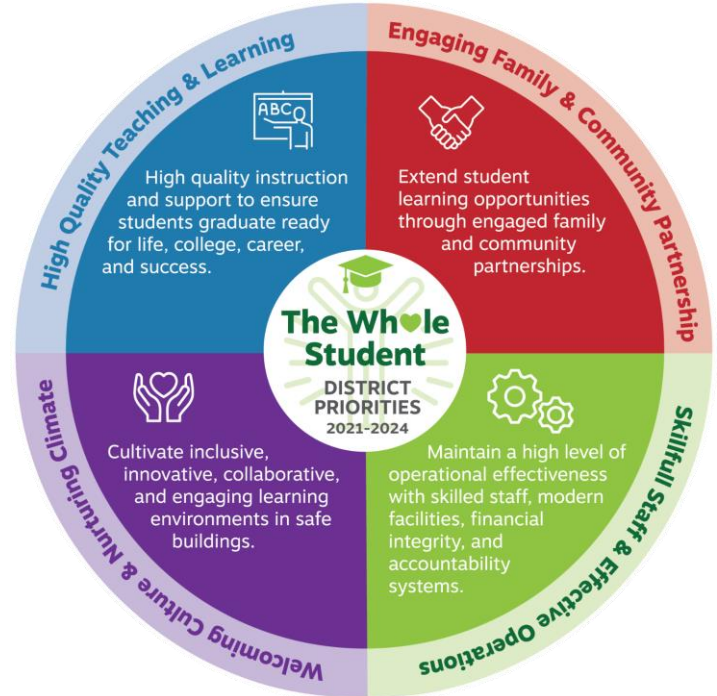 High Quality Teaching & Learning
ABC
High quality instruction
and support to ensure
students graduate ready
for life, college, career,
and success.
Engaging Family & Community Partnership
Extend student
learning opportunities
through engaged family
and community
partnerships.
The Whole
Student
DISTRICT
PRIORITIES
2021-2024
Welcoming Culture & Nurturing Climate
Cultivate inclusive,
innovative, collaborative,
and engaging learning
environments in safe
buildings.
Skillfull Staff & Effective Operations
Maintain a high level of
operational effectiveness
with skilled staff, modern
facilities, financial
integrity, and
accountability
systems.